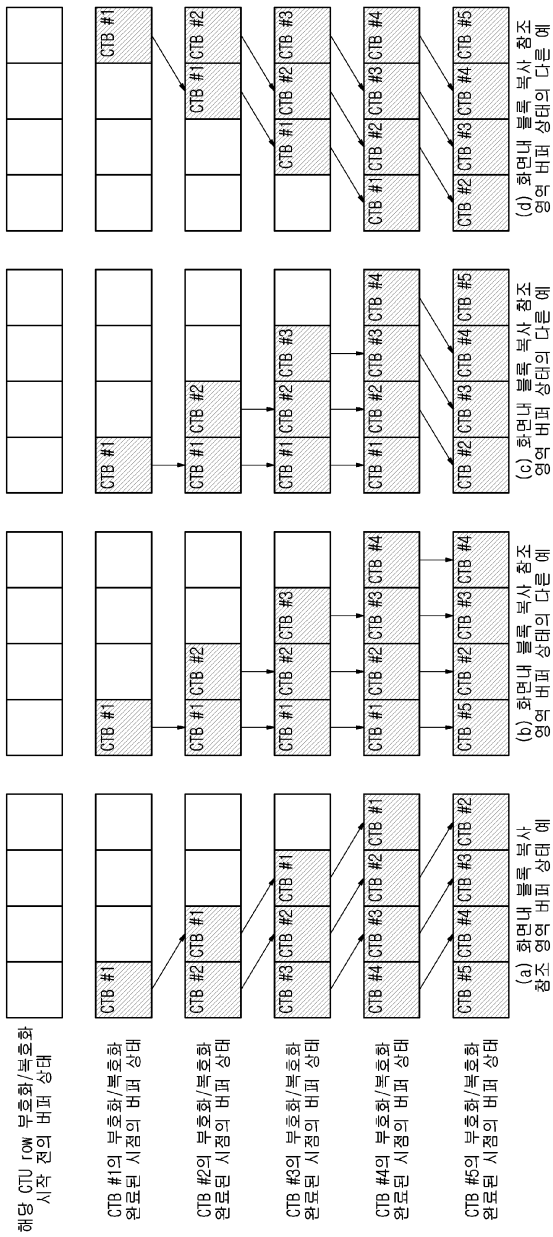 해당 CTU row 부호화/복호화
시작 전의 버퍼 상태
CTB #1의 부호화/복호화
완료된 시점의 버퍼 상태
CTB #1
CTB #1
CTB #1
CTB #1
CTB #2의 부호화/복호화
완료된 시점의 버퍼 상태
CTB #2 CTB #1
CTB #1 CTB #2
CTB #1 CTB #2
CTB #1 CTB #2
CTB #3의 부호화/복호화
완료된 시점의 버퍼 상태
CTB #3 CTB #2 CTB #1
CTB #1 CTB #2 CTB #3
CTB #1 CTB #2 CTB #3
CTB #1 CTB #2 CTB #3
CTB #4의 부호화/복호화
완료된 시점의 버퍼 상태
CTB #4 CTB #3 CTB #2 CTB #1
CTB #1 CTB #2 CTB #3 CTB #4
CTB #1 CTB #2 CTB #3 CTB #4
CTB #1 CTB #2 CTB #3 CTB #4
CTB #5의 부호화/복호화
완료된 시점의 버퍼 상태
CTB #5 CTB #4 CTB #3 CTB #2
CTB #5 CTB #2 CTB #3 CTB #4
CTB #2 CTB #3 CTB #4 CTB #5
CTB #2 CTB #3 CTB #4 CTB #5
(a) 화면내 블록 복사
참조 영역 버퍼 상태 예
(b) 화면내 블록 복사 참조
영역 버퍼 상태의 다른 예
(c) 화면내 블록 복사 참조
영역 버퍼 상태의 다른 예
(d) 화면내 블록 복사 참조
영역 버퍼 상태의 다른 예